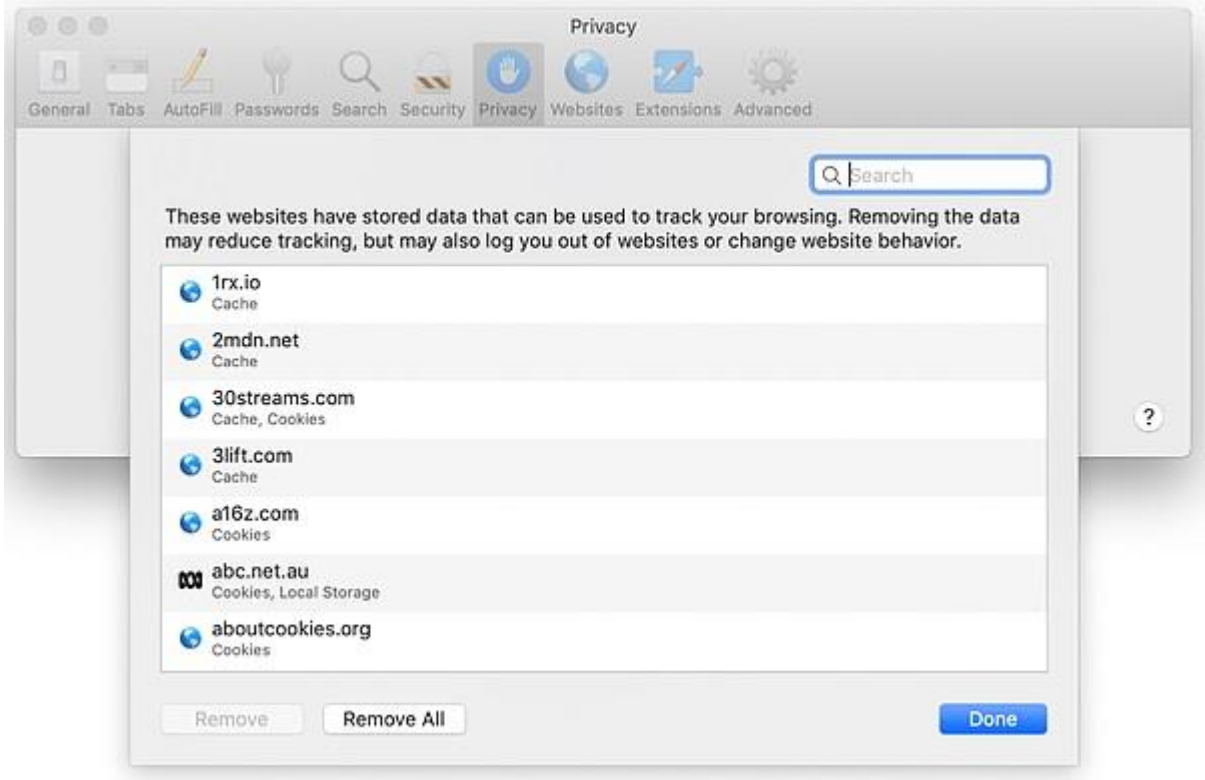 Privacy
General Tabs AutoFill Passwords Search Security Privacy Websites Extensions Advanced
Search
These websites have stored data that can be used to track your browsing. Removing the data
may reduce tracking, but may also log you out of websites or change website behavior.
1rx.io
Cache
2mdn.net
Cache
30streams.com
Cache, Cookies
3lift.com
Cache
a16z.com
Cookies
abc.net.au
Cookies, Local Storage
aboutcookies.org
Cookies
?
Remove Remove All Done